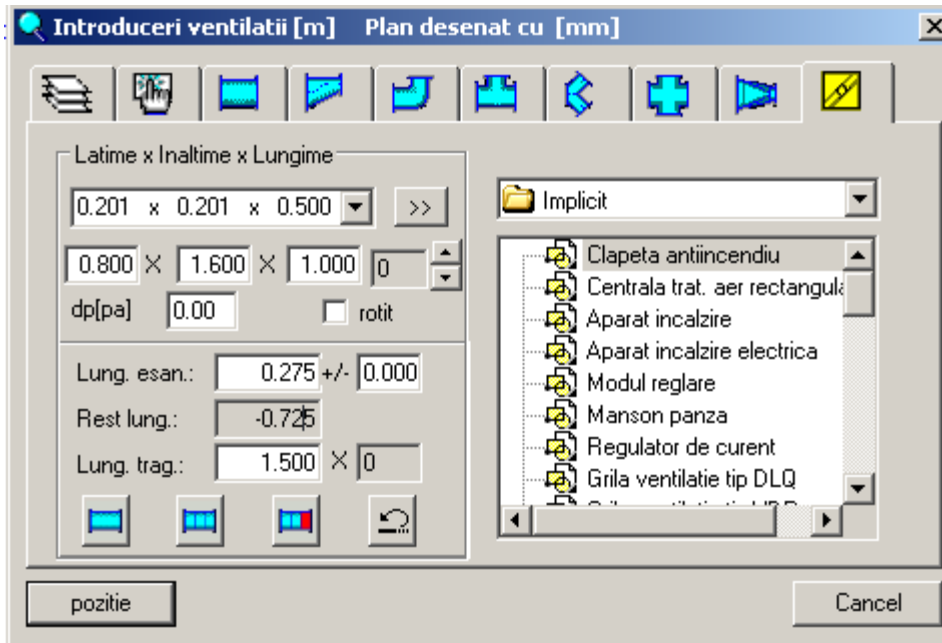 Introduceri ventilatii [m] Plan desenat cu [mm]
Latime x Inaltime x Lungime
0.201 x 0.201 x 0.500
>>
0.800 X 1.600 X 1.000 0
dp[pa] 0.00 rotit
Lung. esan.: 0.275 +/- 0.000
Rest lung.: -0.725
Lung. trag.: 1.500 X 0
Implicit
Clapeta antiincendiu
Centrala trat. aer rectangula
Aparat incalzire
Aparat incalzire electrica
Modul reglare
Manson panza
Regulator de curent
Grila ventilatie tip DLQ
pozitie
Cancel